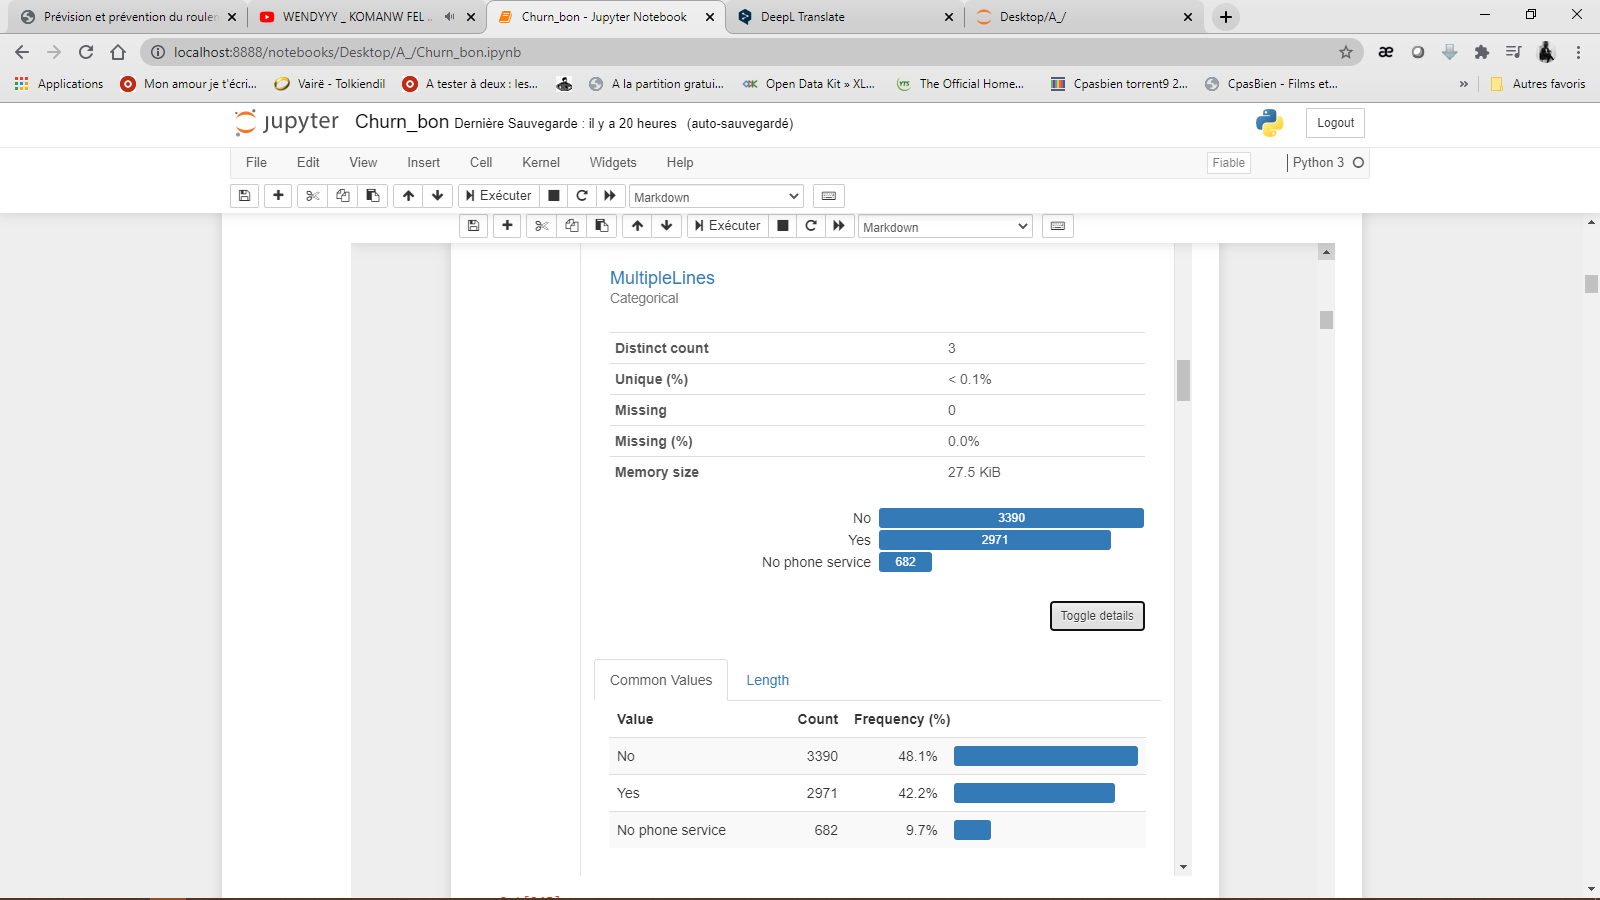 Prévision et prévention du roulen
WENDYYY _ KOMANW FEL ..
Churn_bon - Jupyter Notebook
DeepL Translate
Desktop/A_/
localhost:8888/notebooks/Desktop/A_/Churn_bon.ipynb
Applications
Mon amour je t'écri...
Vairë - Tolkiendil
A tester à deux : les...
A la partition gratui...
Open Data Kit » XL...
The Official Home...
Cpasbien torrent9 2...
CpasBien - Films et...
»
Autres favoris
jupyter Churn_bon Dernière Sauvegarde : il y a 20 heures (auto-sauvegardé)
Logout
File Edit View Insert Cell Kernel Widgets Help
Fiable
Python 3
Exécuter
Markdown
Exécuter
Markdown
MultipleLines
Categorical
Distinct count 3
Unique (%) < 0.1%
Missing 0
Missing (%) 0.0%
Memory size 27.5 KiB
No 3390
Yes 2971
No phone service 682
Toggle details
Common Values Length
Value Count Frequency (%)
No 3390 48.1%
Yes 2971 42.2%
No phone service 682 9.7%